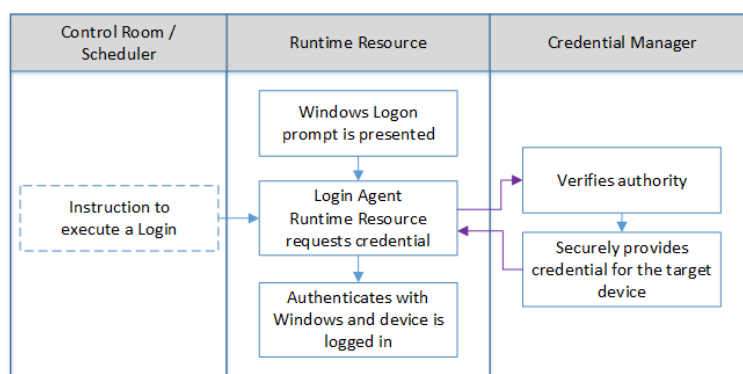 Control Room /
Scheduler
Runtime Resource
Credential Manager
Windows Logon
prompt is presented
Instruction to
execute a Login
Login Agent
Runtime Resource
requests credential
Verifies authority
Securely provides
credential for the target
device
Authenticates with
Windows and device is
logged in